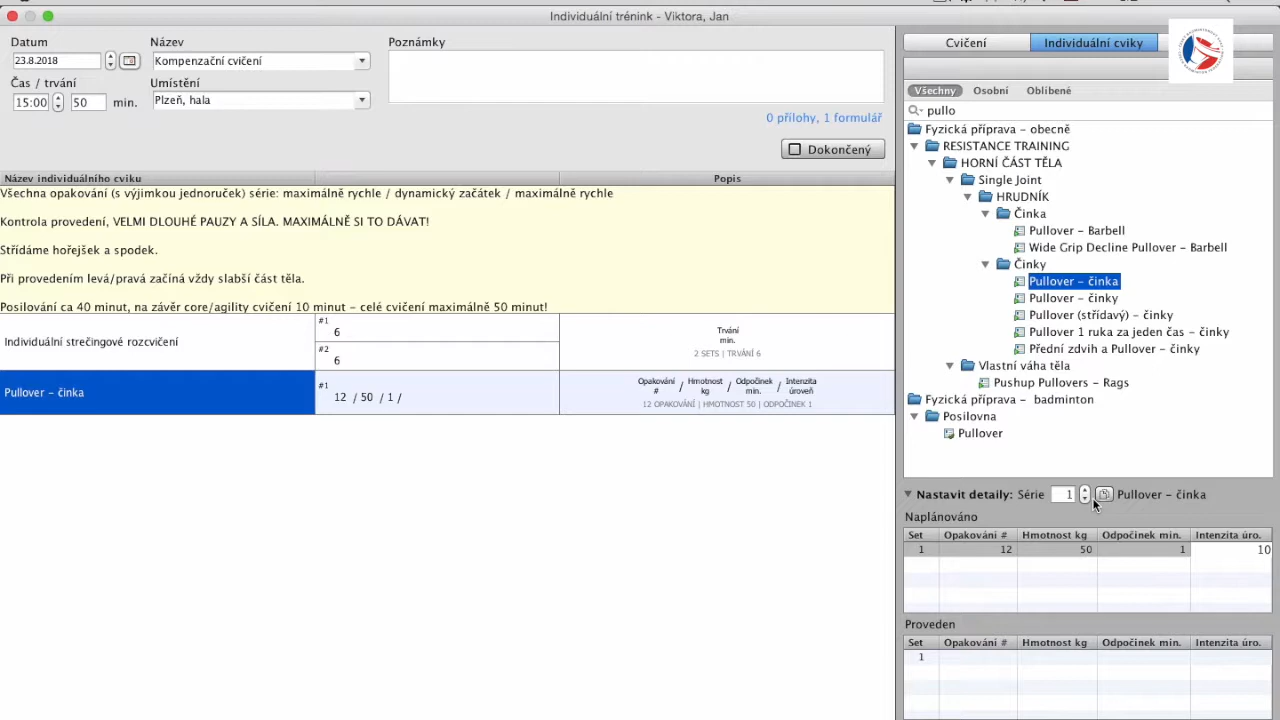 Individuální trénink - Viktora, Jan
Datum
Název
Poznámky
23.8.2018
Kompenzační cvičení
Čas / trvání
Umístění
15:00
50
min.
Plzeň, hala
0 přílohy, 1 formulář
Dokončený
Název individuálního cviku
Popis
Všechna opakování (s výjimkou jednoruček) série: maximálně rychle / dynamický začátek / maximálně rychle
Kontrola provedení, VELMI DLOUHÉ PAUZY A SÍLA. MAXIMÁLNĚ SI TO DÁVAT!
Střídáme hořejšek a spodek.
Při provedením levá/pravá začíná vždy slabší část těla.
Posilování ca 40 minut, na závěr core/agility cvičení 10 minut - celé cvičení maximálně 50 minut!
Individuální strečingové rozcvičení
#1
6
#2
6
Trvání
min.
2 SETS | TRVÁNÍ 6
Pullover - činka
#1
12 / 50 / 1 /
Opakování / Hmotnost / Odpočinek / Intenzita
# kg min. úroveň
12 OPAKOVÁNÍ | HMOTNOST 50 | ODPOČINEK 1
Cvičení
Individuální cviky
Všechny
Osobní
Oblíbené
pullo
Fyzická příprava - obecně
RESISTANCE TRAINING
HORNÍ ČÁST TĚLA
Single Joint
HRUDNÍK
Činka
Pullover - Barbell
Wide Grip Decline Pullover - Barbell
Činky
Pullover - činka
Pullover - činky
Pullover (střídavý) - činky
Pullover 1 ruka za jeden čas - činky
Přední zdvih a Pullover - činky
Vlastní váha těla
Pushup Pullovers - Rags
Fyzická příprava - badminton
Posilovna
Pullover
Nastavit detaily: Série 1 Pullover - činka
Naplánováno
Set Opakování # Hmotnost kg Odpočinek min. Intenzita úro.
1 12 50 1 10
Proveden
Set Opakování # Hmotnost kg Odpočinek min. Intenzita úro.
1